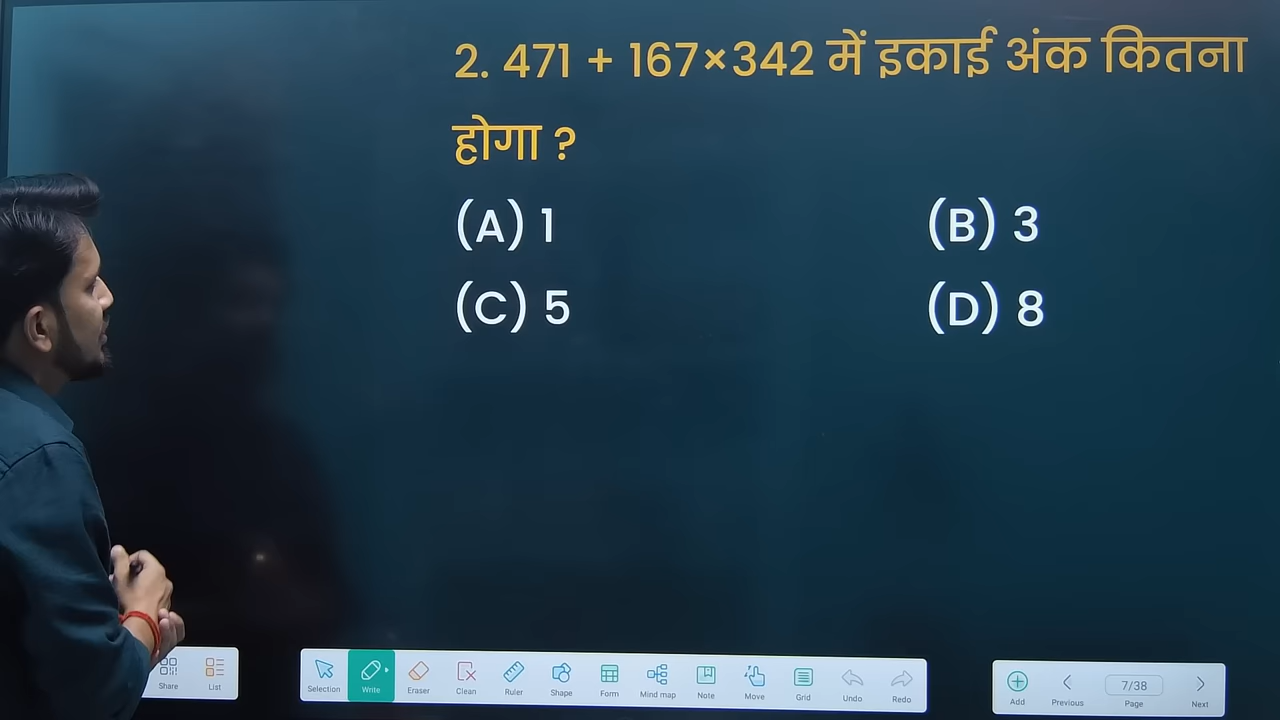 2. 471 + 167×342 में इकाई अंक कितना
होगा ?
(A) 1 (B) 3
(C) 5 (D) 8
Share List Selection Write Eraser Clean Ruler Shape Form Mind map Note Move Grid Undo Redo Add Previous 7/38 Page Next